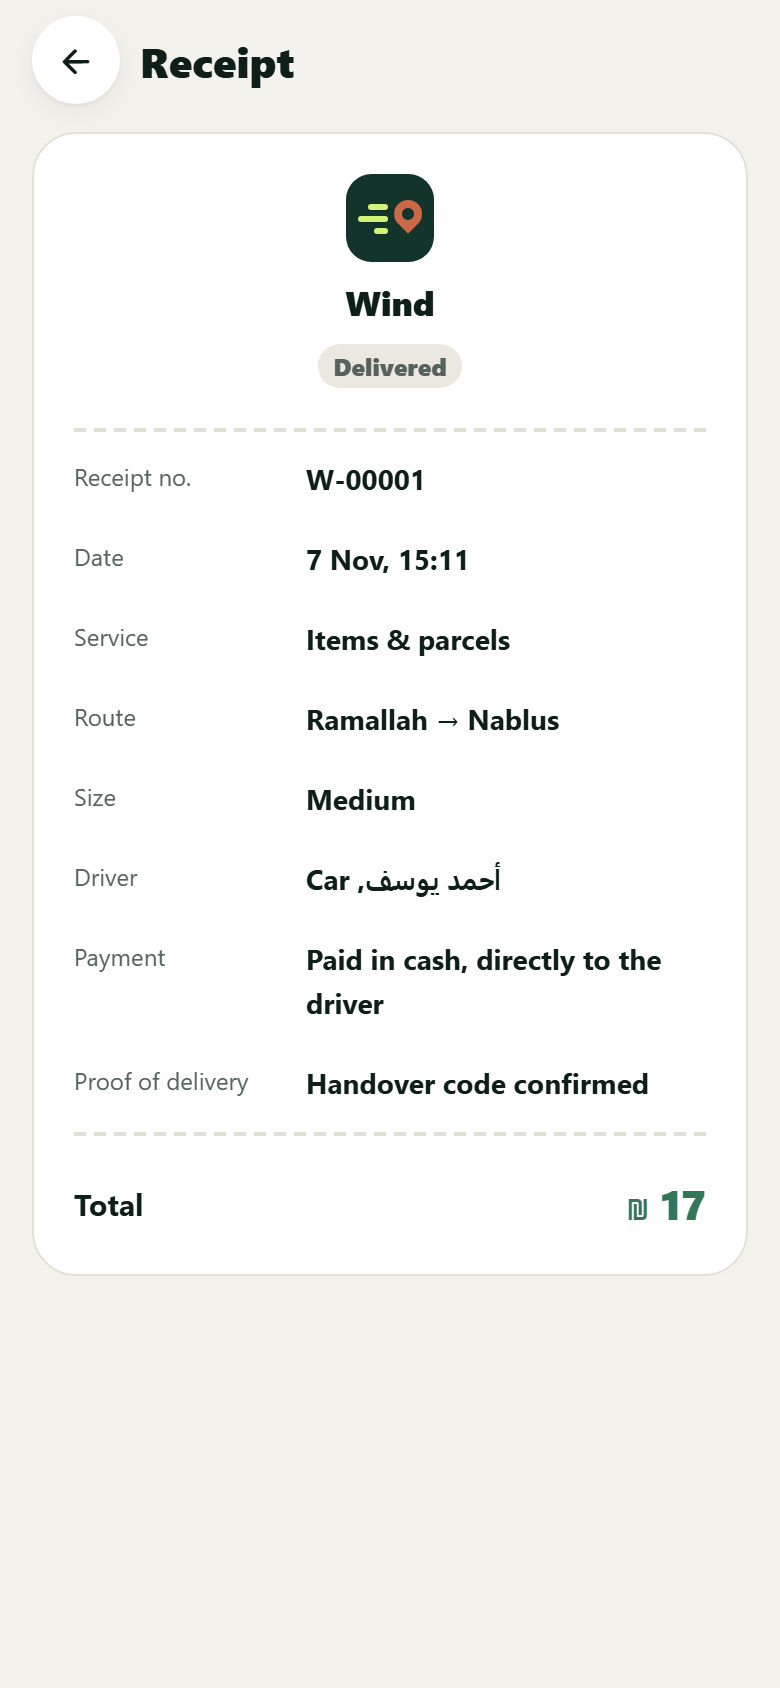 Receipt
Wind
Delivered
Receipt no. W-00001
Date 7 Nov, 15:11
Service Items & parcels
Route Ramallah → Nablus
Size Medium
Driver أحمد يوسف, Car
Payment Paid in cash, directly to the
driver
Proof of delivery Handover code confirmed
Total ₪ 17